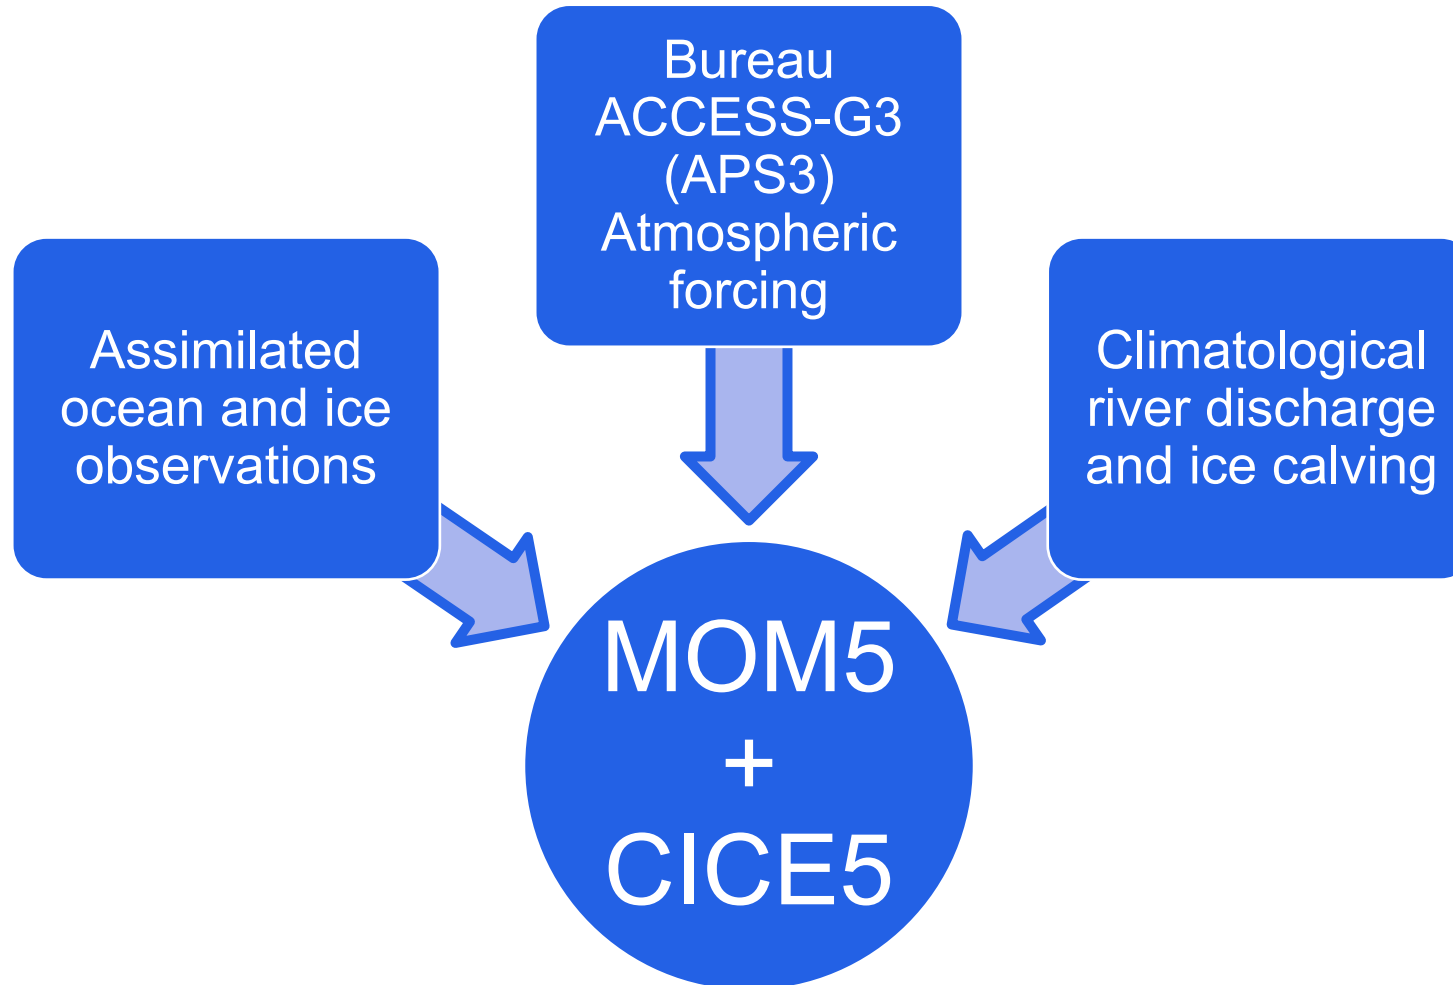 Bureau
ACCESS-G3
(APS3)
Atmospheric
forcing
Assimilated
ocean and ice
observations
Climatological
river discharge
and ice calving
MOM5
+
CICE5